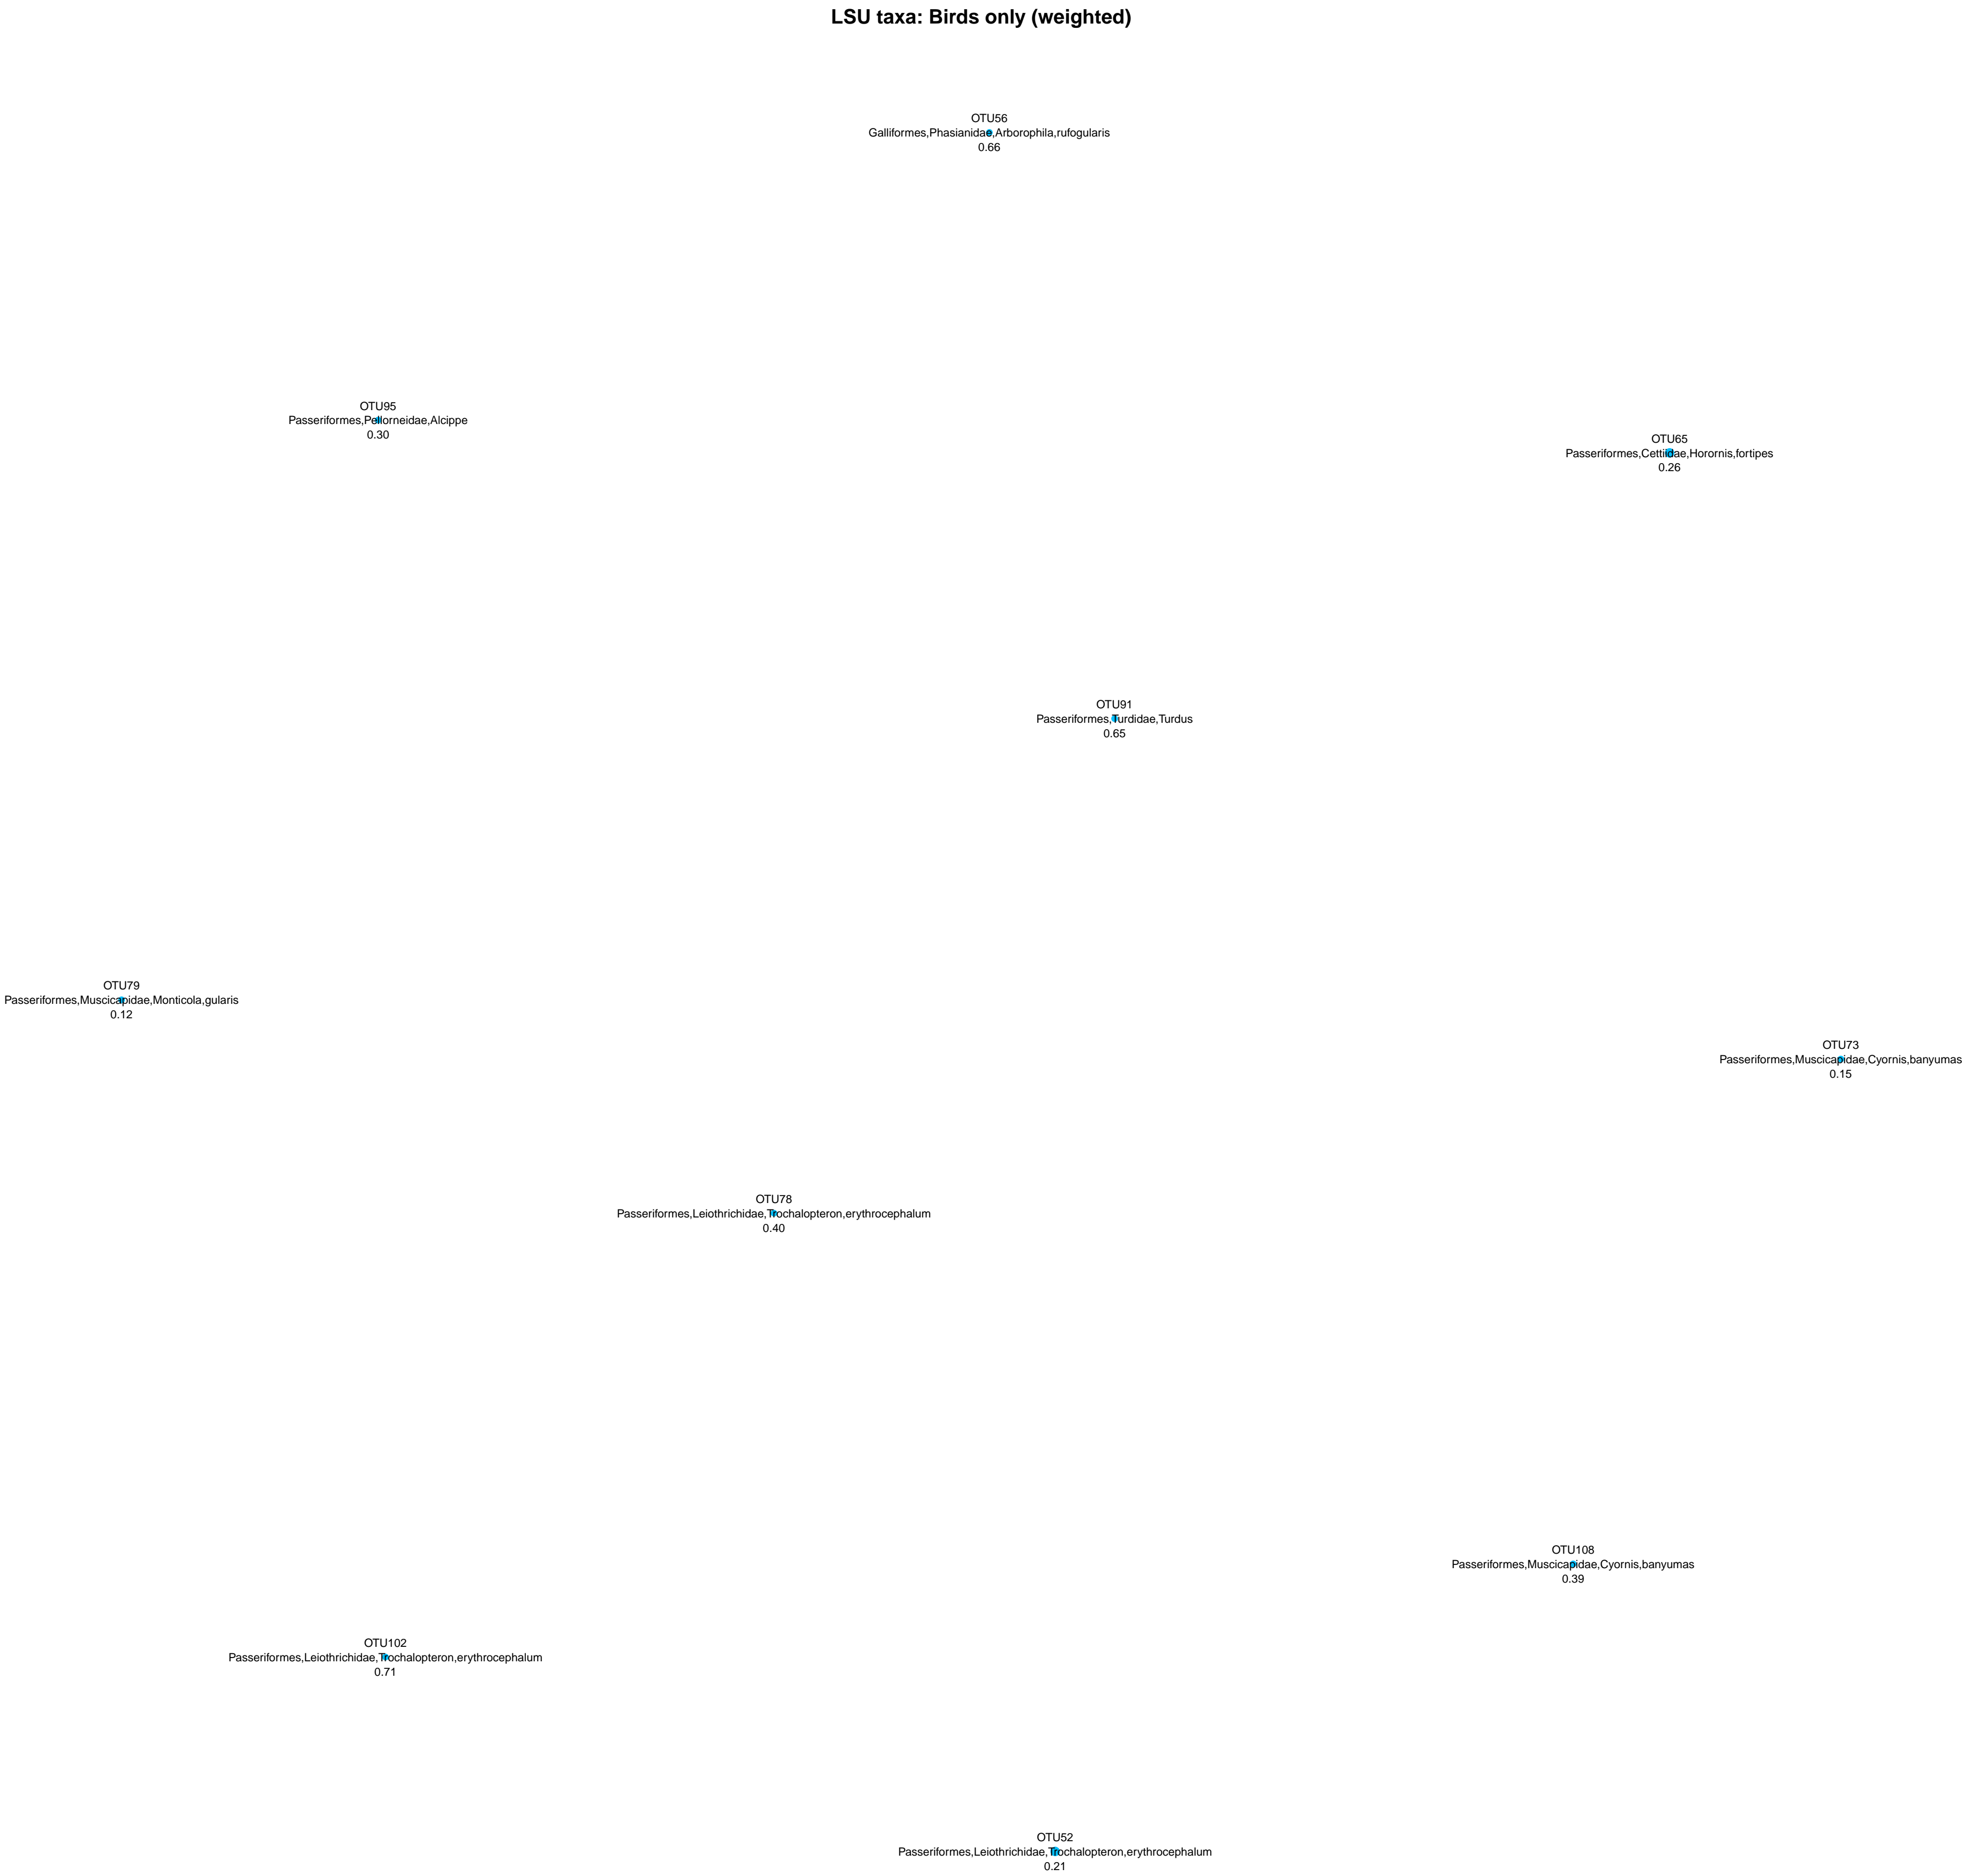 LSU taxa: Birds only (weighted)
OTU56
Galliformes,Phasianidae,Arborophila,rufogularis
0.66
OTU95
Passeriformes,Pellorneidae,Alcippe
0.30
OTU65
Passeriformes,Cettiidae,Horornis,fortipes
0.26
OTU91
Passeriformes,Turdidae,Turdus
0.65
OTU79
Passeriformes,Muscicapidae,Monticola,gularis
0.12
OTU73
Passeriformes,Muscicapidae,Cyornis,banyumas
0.15
OTU78
Passeriformes,Leiothrichidae,Trochalopteron,erythrocephalum
0.40
OTU108
Passeriformes,Muscicapidae,Cyornis,banyumas
0.39
OTU102
Passeriformes,Leiothrichidae,Trochalopteron,erythrocephalum
0.71
OTU52
Passeriformes,Leiothrichidae,Trochalopteron,erythrocephalum
0.21